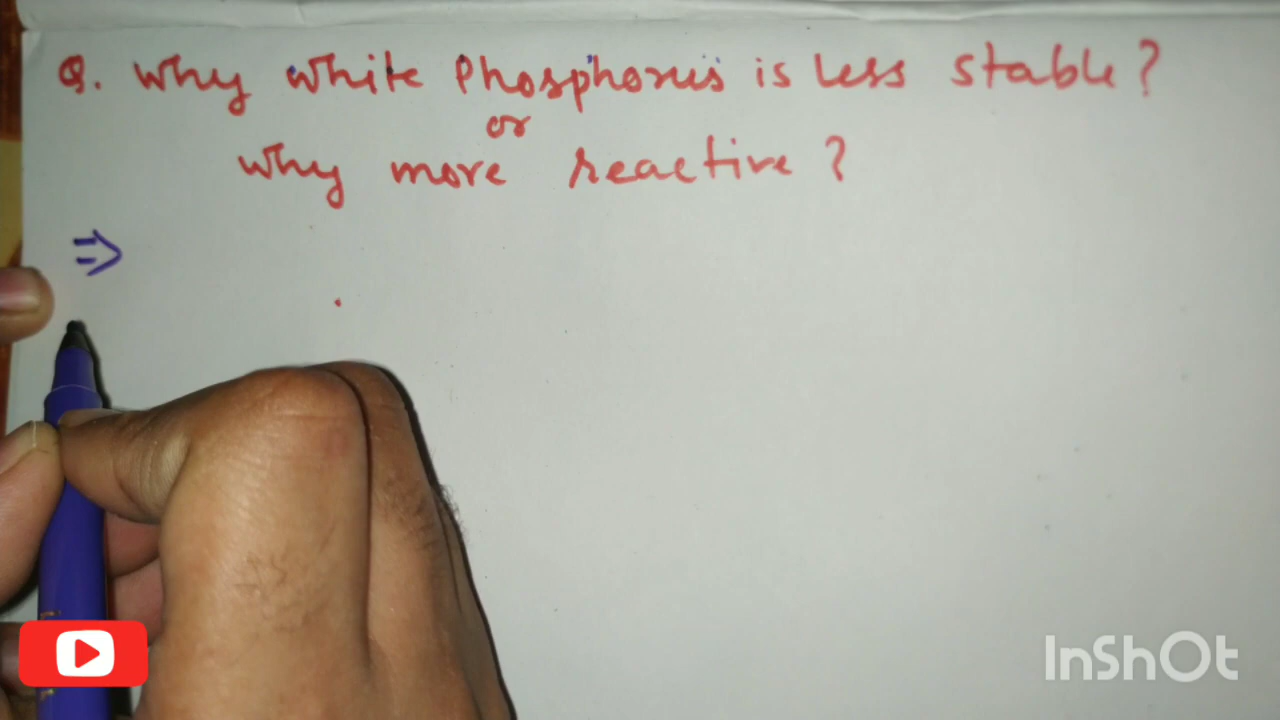 Q. Why white Phosphorus is less stable?
or
why more reactive?
⇒
InShOt